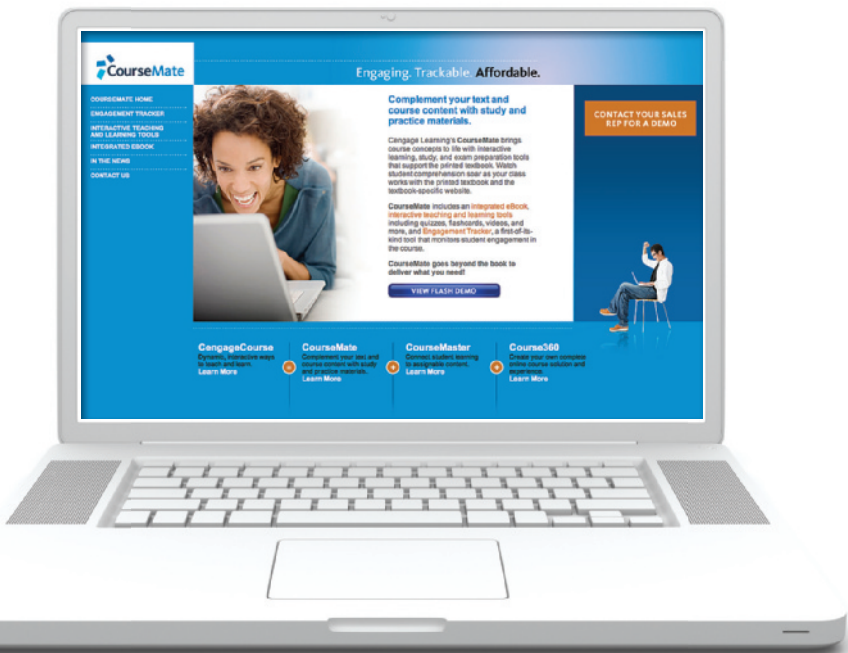 CourseMate
Engaging. Trackable. Affordable.
COURSEMATE HOME
ENGAGEMENT TRACKER
INTERACTIVE TEACHING
AND LEARNING TOOLS
INTEGRATED EBOOK
IN THE NEWS
CONTACT US
Complement your text and
course content with study and
practice materials.
Cengage Learning's CourseMate brings
course concepts to life with interactive
learning, study, and exam preparation tools
that support the printed textbook. Watch
student comprehension soar as your class
works with the printed textbook and the
textbook-specific website.
CourseMate includes an integrated eBook,
interactive teaching and learning tools
including quizzes, flashcards, videos, and
more, and Engagement Tracker, a first-of-its-
kind tool that monitors student engagement in
the course.
CourseMate goes beyond the book to
deliver what you need!
VIEW FLASH DEMO
CONTACT YOUR SALES
REP FOR A DEMO
CengageCourse
Dynamic, interactive ways
to teach and learn.
Learn More
CourseMate
Complement your text and
course content with study
and practice materials.
Learn More
CourseMaster
Connect student learning
to assignable content.
Learn More
Course360
Create your own complete
online course solution and
experience.
Learn More